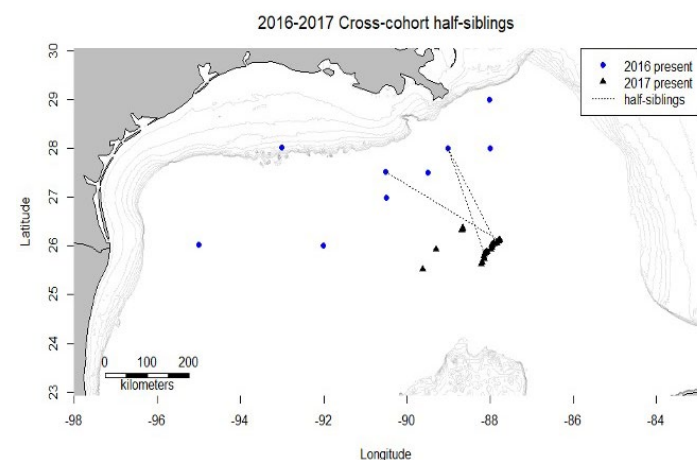 2016-2017 Cross-cohort half-siblings
30
29
28
27
26
25
24
23
Latitude
2016 present
2017 present
half-siblings
0 100 200
kilometers
-98 -96 -94 -92 -90 -88 -86 -84
Longitude